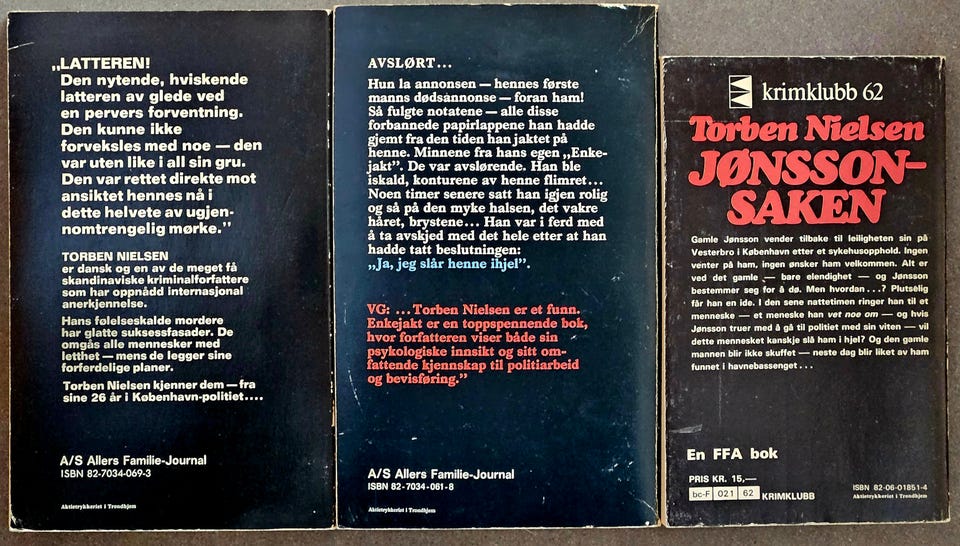 „LATTEREN!
Den nytende, hviskende
latteren av glede ved
en pervers forventning.
Den kunne ikke
forveksles med noe — den
var uten like i all sin gru.
Den var rettet direkte mot
ansiktet hennes nå i
dette helvete av ugjen-
nomtrengelig mørke.”
TORBEN NIELSEN
er dansk og en av de meget få
skandinaviske kriminalforfattere
som har oppnådd internasjonal
anerkjennelse.
Hans følelseskalde mordere
har glatte suksessfasader. De
omgås alle mennesker med
letthet — mens de legger sine
forferdelige planer.
Torben Nielsen kjenner dem — fra
sine 26 år i København-politiet....
A/S Allers Familie-Journal
ISBN 82-7034-069-3
Aktietrykkeriet i Trondhjem
AVSLØRT...
Hun la annonsen — hennes første
manns dødsannonse — foran ham!
Så fulgte notatene — alle disse
forbannede papirlappene han hadde
gjemt fra den tiden han jaktet på
henne. Minnene fra hans egen „Enke-
jakt”. De var avslørende. Han ble
iskald, konturene av henne flimret...
Noen timer senere satt han igjen rolig
og så på den myke halsen, det vakre
håret, brystene... Han var i ferd med
å ta avskjed med det hele etter at han
hadde tatt beslutningen:
„Ja, jeg slår henne ihjel”.
VG: ...Torben Nielsen er et funn.
Enkejakt er en toppspennende bok,
hvor forfatteren viser både sin
psykologiske innsikt og sitt om-
fattende kjennskap til politiarbeid
og bevisføring.”
A/S Allers Familie-Journal
ISBN 82-7034-061-8
Aktietrykkeriet i Trondhjem
krimklubb 62
Torben Nielsen
JØNSSON-
SAKEN
Gamle Jønsson vender tilbake til leiligheten sin på
Vesterbro i København etter et sykehusopphold. Ingen
venter på ham, ingen ønsker ham velkommen. Alt er
ved det gamle — bare elendighet — og Jønsson
bestemmer seg for å dø. Men hvordan...? Plutselig
får han en ide. I den sene nattetimen ringer han til et
menneske — et menneske han vet noe om — og hvis
Jønsson truer med å gå til politiet med sin viten — vil
dette mennesket kanskje slå ham i hjel? Og den gamle
mannen blir ikke skuffet — neste dag blir liket av ham
funnet i havnebassenget...
En FFA bok
PRIS KR. 15,—
bc-F 021 62 KRIMKLUBB
ISBN 82-06-01851-4
Aktietrykkeriet i Trondhjem